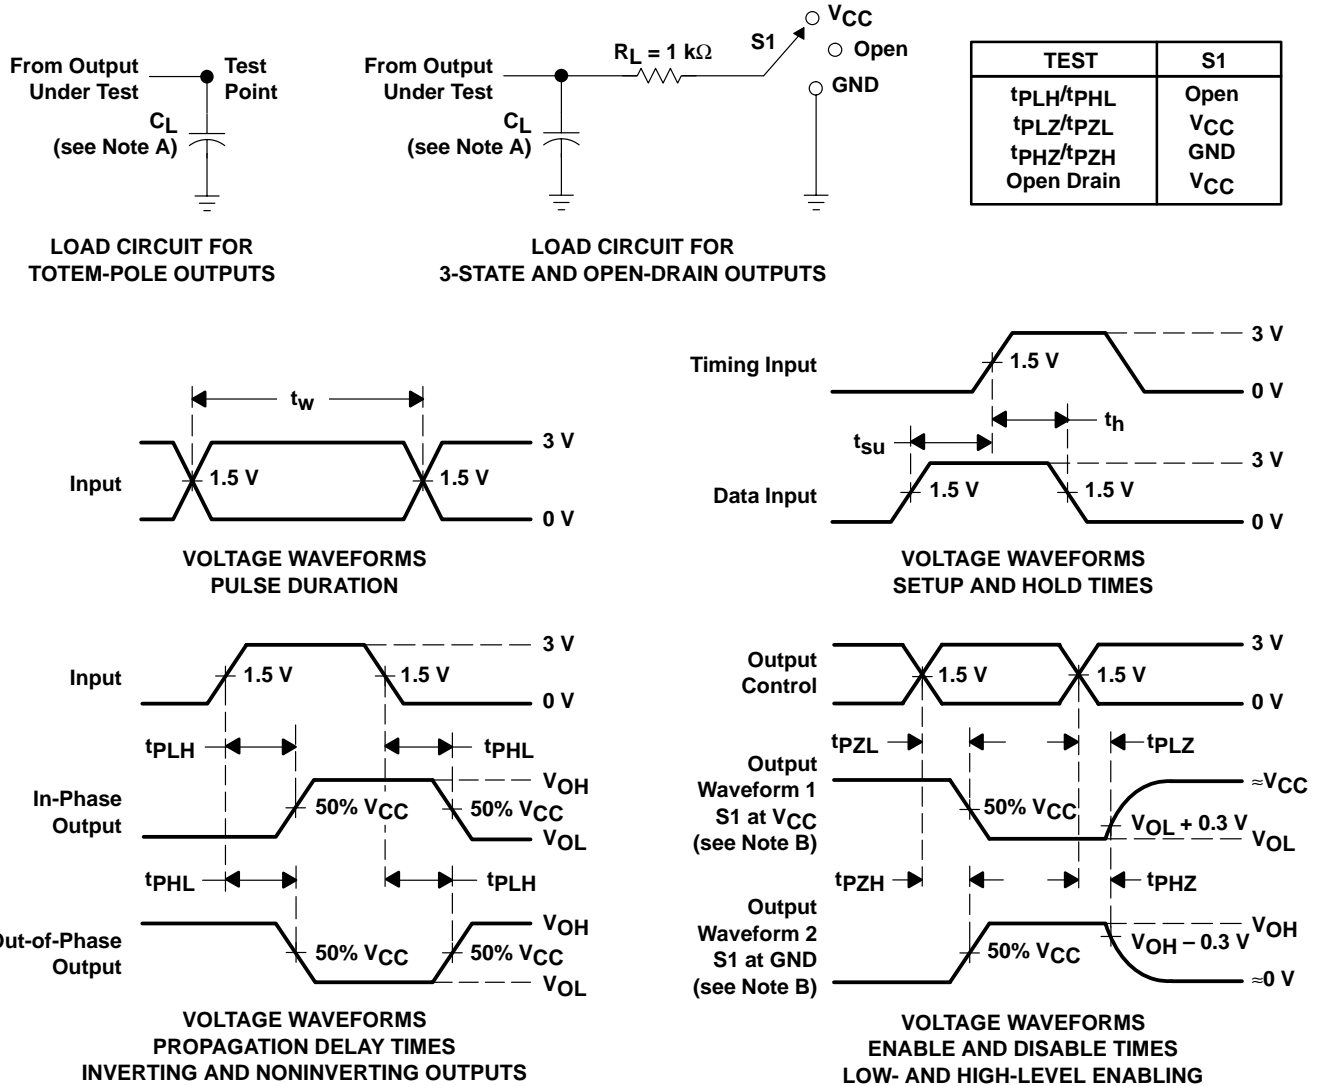 From Output
Under Test
Test
Point
CL
(see Note A)
LOAD CIRCUIT FOR
TOTEM-POLE OUTPUTS
From Output
Under Test
RL = 1 kΩ
S1
VCC
Open
GND
CL
(see Note A)
LOAD CIRCUIT FOR
3-STATE AND OPEN-DRAIN OUTPUTS
TEST S1
tPLH/tPHL Open
tPLZ/tPZL VCC
tPHZ/tPZH GND
Open Drain VCC
tw
3 V
Input
1.5 V
1.5 V
0 V
VOLTAGE WAVEFORMS
PULSE DURATION
Timing Input
3 V
1.5 V
0 V
th
tsu
3 V
Data Input
1.5 V
1.5 V
0 V
VOLTAGE WAVEFORMS
SETUP AND HOLD TIMES
3 V
Input
1.5 V
1.5 V
0 V
tPLH
tPHL
VOH
In-Phase
Output
50% VCC
50% VCC
VOL
tPHL
tPLH
VOH
Out-of-Phase
Output
50% VCC
50% VCC
VOL
VOLTAGE WAVEFORMS
PROPAGATION DELAY TIMES
INVERTING AND NONINVERTING OUTPUTS
3 V
Output
Control
1.5 V
1.5 V
0 V
tPZL
tPLZ
Output
Waveform 1
S1 at VCC
(see Note B)
≈VCC
50% VCC
VOL + 0.3 V
VOL
tPZH
tPHZ
Output
Waveform 2
S1 at GND
(see Note B)
VOH
50% VCC
VOH − 0.3 V
≈0 V
VOLTAGE WAVEFORMS
ENABLE AND DISABLE TIMES
LOW- AND HIGH-LEVEL ENABLING